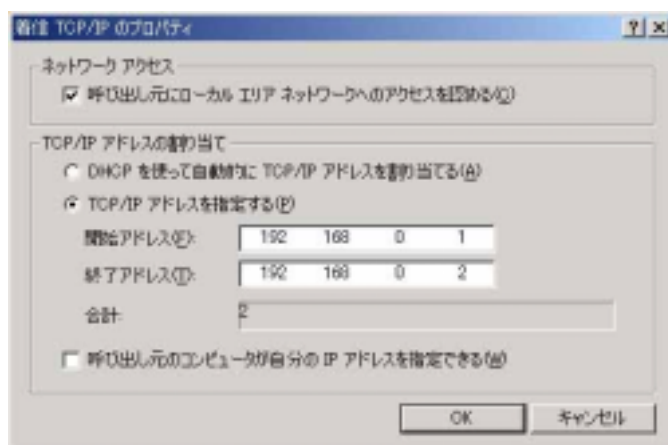 着信 TCP/IP のプロパティ
ネットワーク アクセス
呼び出し元にローカル エリア ネットワークへのアクセスを認める(C)
TCP/IP アドレスの割り当て
DHCP を使って自動的に TCP/IP アドレスを割り当てる(A)
TCP/IP アドレスを指定する(P)
開始アドレス(F): 192 168 0 1
終了アドレス(T): 192 168 0 2
合計: 2
呼び出し元のコンピュータが自分の IP アドレスを指定できる(W)
OK キャンセル